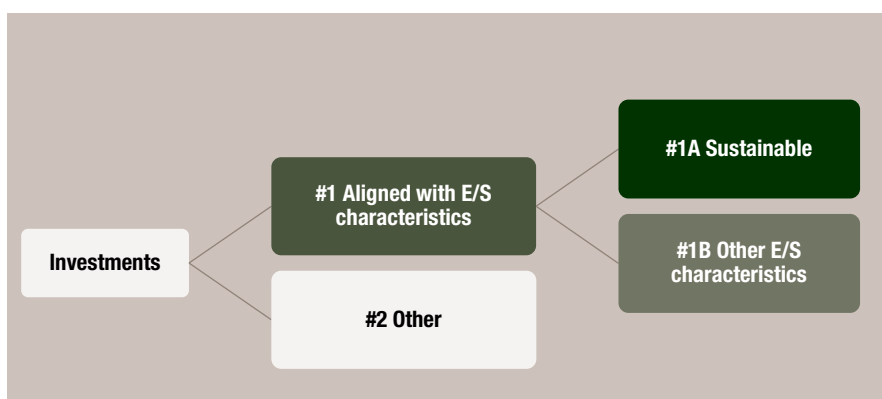 Investments
#1 Aligned with E/S
characteristics
#2 Other
#1A Sustainable
#1B Other E/S
characteristics